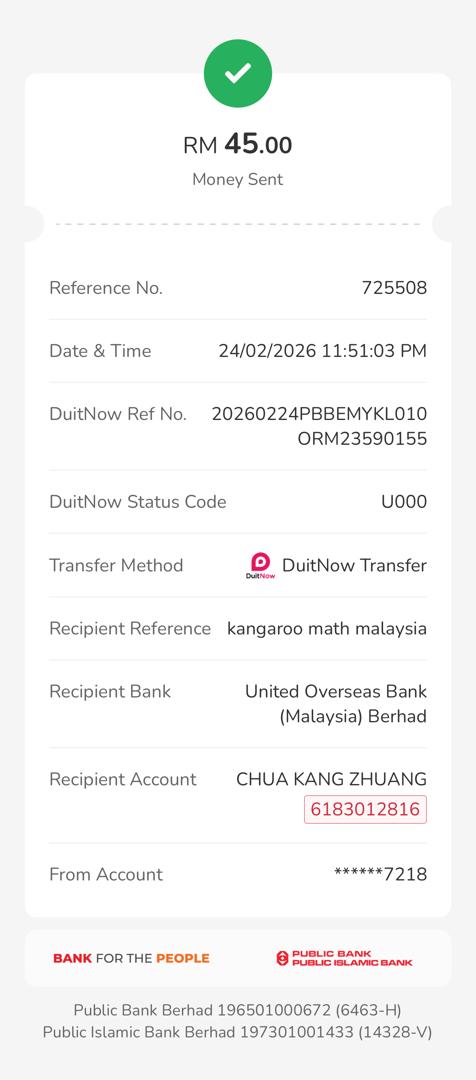 RM 45.00
Money Sent
Reference No. 725508
Date & Time 24/02/2026 11:51:03 PM
DuitNow Ref No. 20260224PBBEMYKL010
ORM23590155
DuitNow Status Code U000
Transfer Method DuitNow DuitNow Transfer
Recipient Reference kangaroo math malaysia
Recipient Bank United Overseas Bank
(Malaysia) Berhad
Recipient Account CHUA KANG ZHUANG
6183012816
From Account ******7218
BANK FOR THE PEOPLE PUBLIC BANK
PUBLIC ISLAMIC BANK
Public Bank Berhad 196501000672 (6463-H)
Public Islamic Bank Berhad 197301001433 (14328-V)